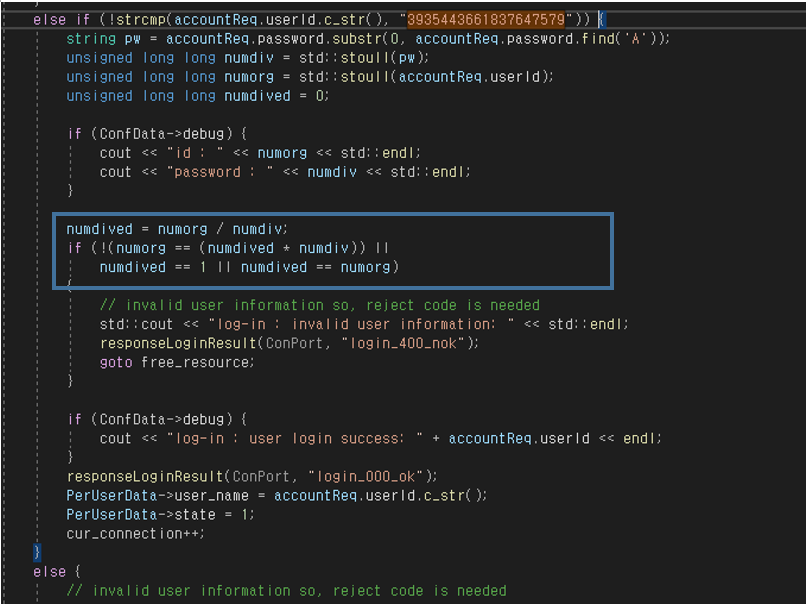 else if (!strcmp(accountReq.userId.c_str(), "3935443661837647579")) {
string pw = accountReq.password.substr(0, accountReq.password.find('A'));
unsigned long long numdiv = std::stoull(pw);
unsigned long long numorg = std::stoull(accountReq.userId);
unsigned long long numdived = 0;
if (ConfData->debug) {
cout << "id : " << numorg << std::endl;
cout << "password : " << numdiv << std::endl;
}
numdived = numorg / numdiv;
if (!(numorg == (numdived * numdiv)) ||
numdived == 1 || numdived == numorg)
{
// invalid user information so, reject code is needed
std::cout << "log-in : invalid user information: " << std::endl;
responseLoginResult(ConPort, "login_400_nok");
goto free_resource;
}
if (ConfData->debug) {
cout << "log-in : user login success: " + accountReq.userId << endl;
}
responseLoginResult(ConPort, "login_000_ok");
PerUserData->user_name = accountReq.userId.c_str();
PerUserData->state = 1;
cur_connection++;
}
else {
// invalid user information so, reject code is needed